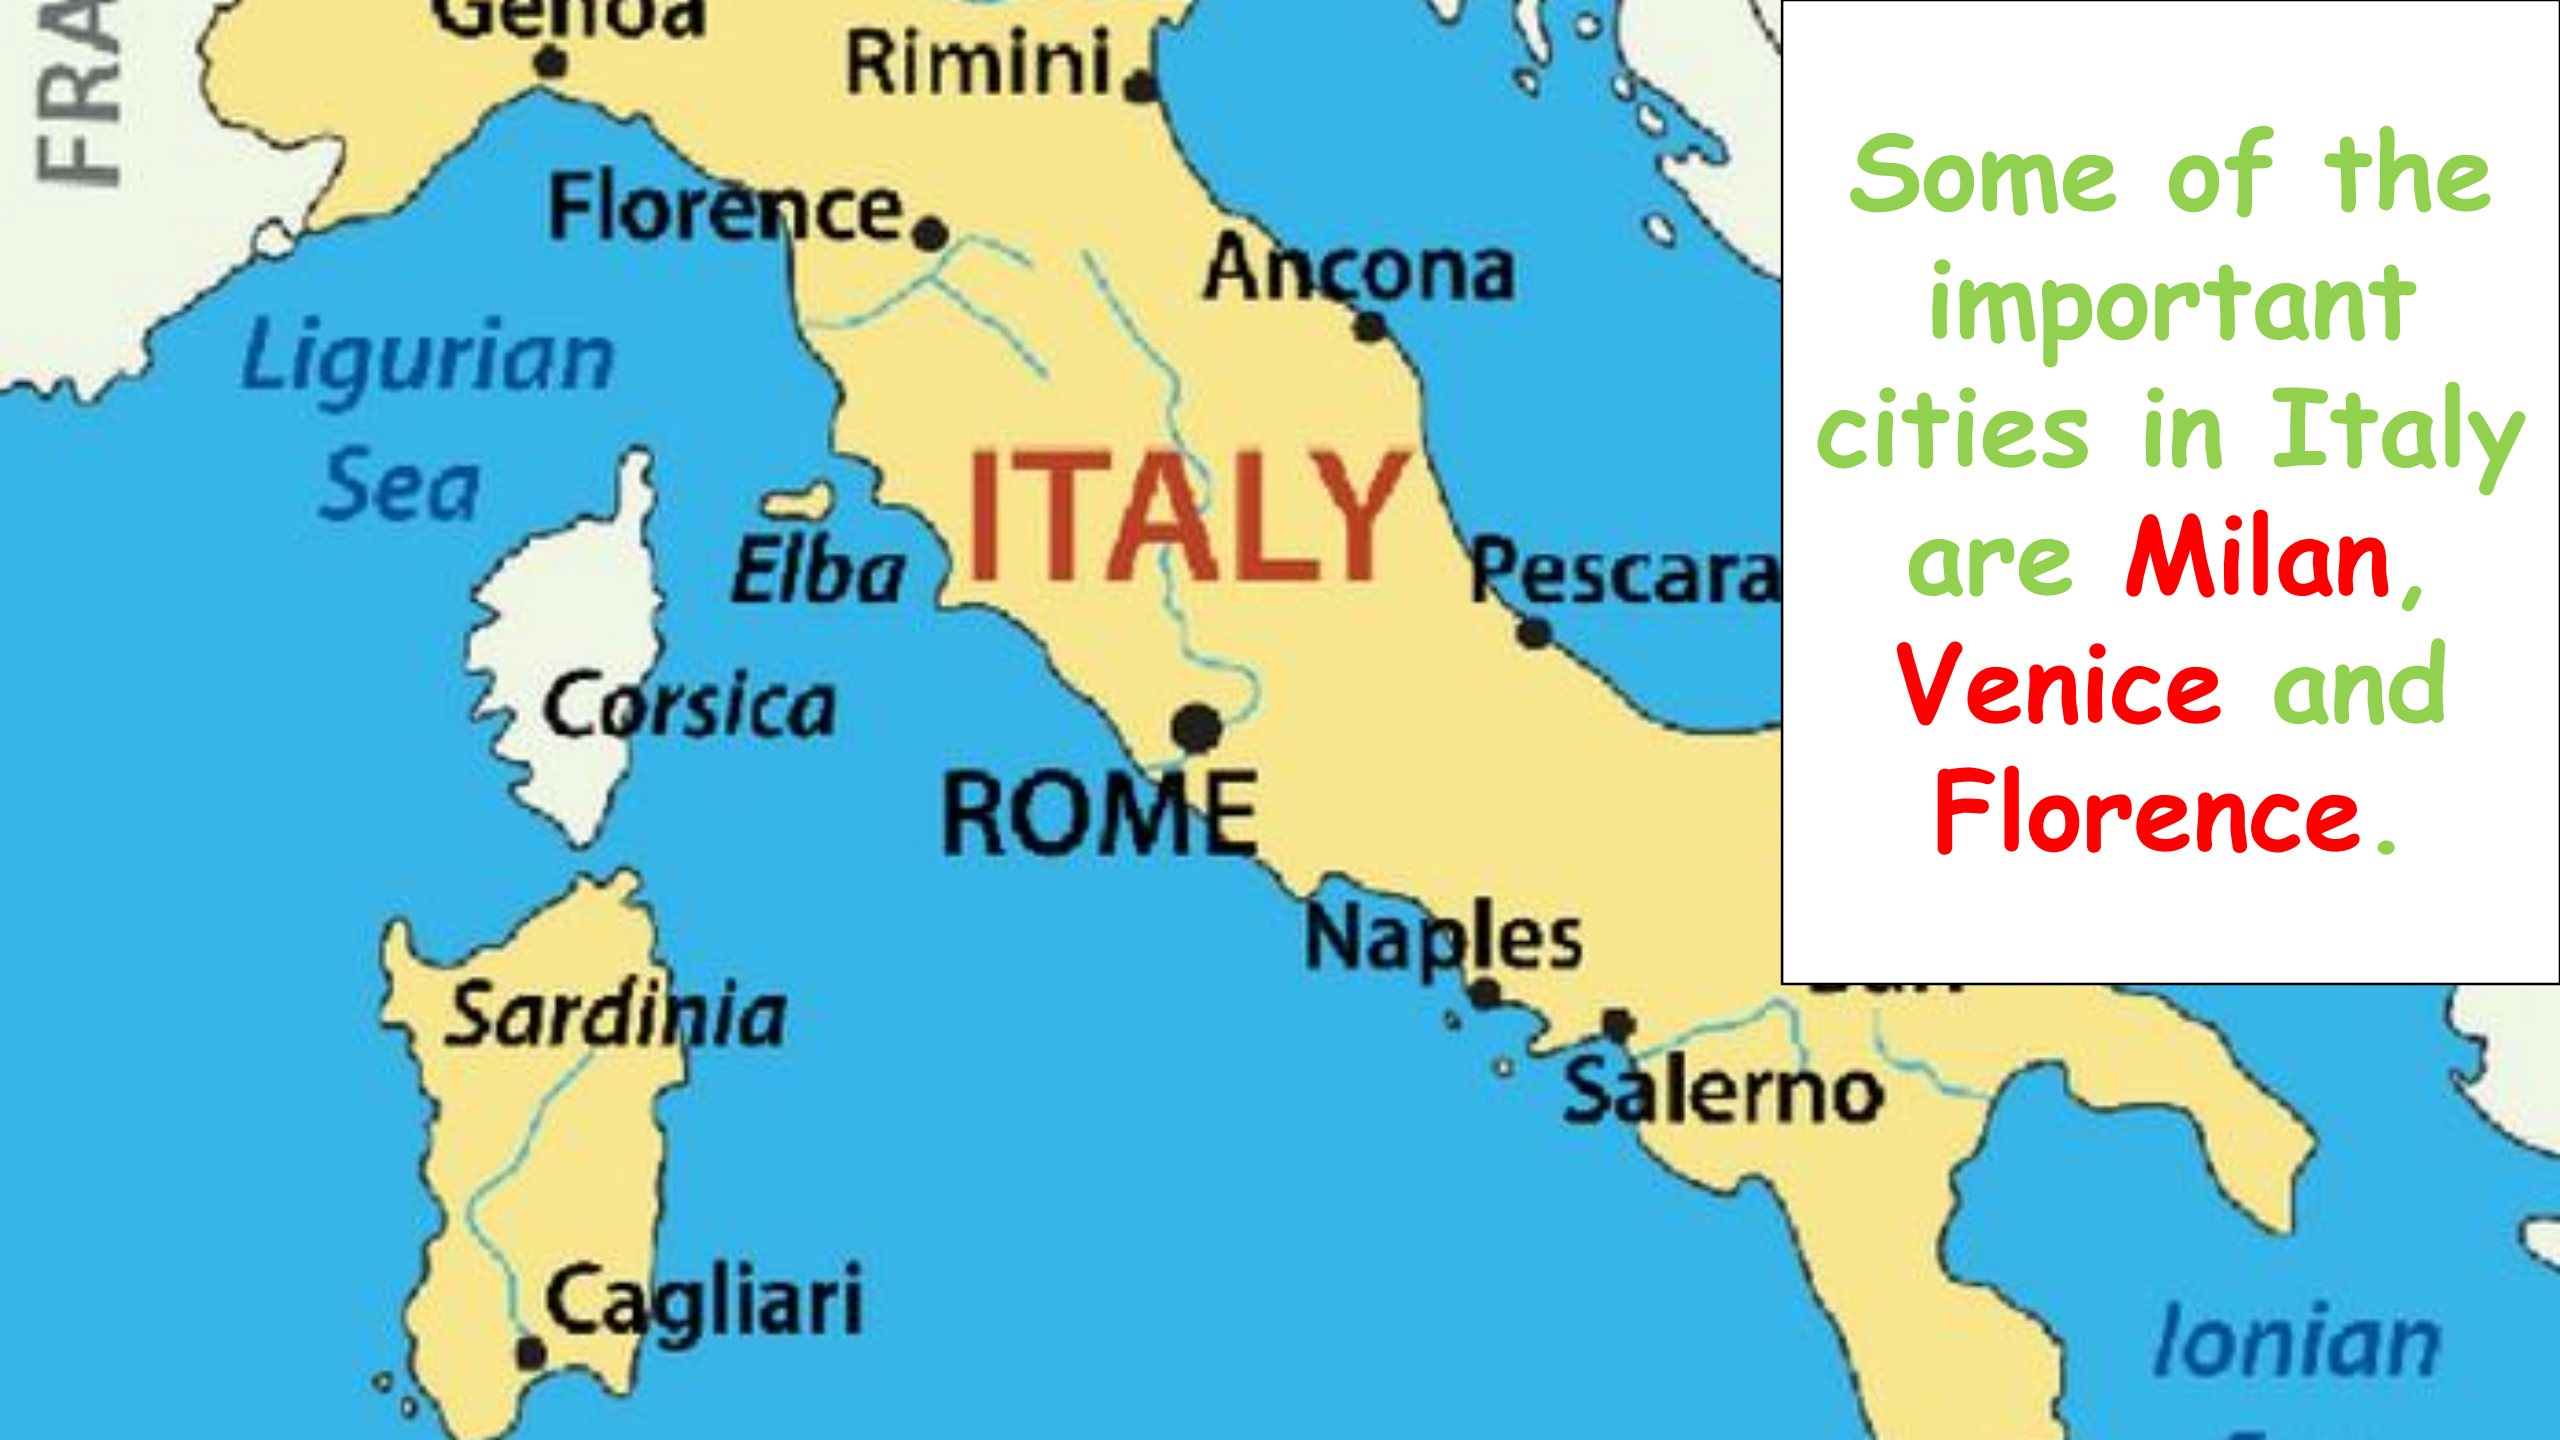 Genoa
Rimini
FRA
Florence
Ancona
Ligurian
Sea
ITALY
Elba
Pescara
Corsica
ROME
Naples
Sardinia
Salerno
Cagliari
Ionian
Some of the
important
cities in Italy
are Milan,
Venice and
Florence.